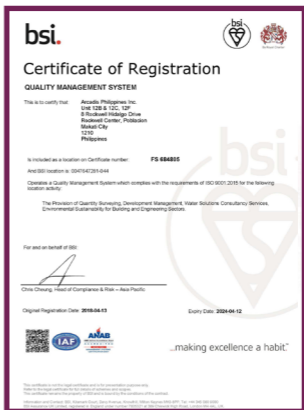 bsi.
bsi
Certificate of Registration
QUALITY MANAGEMENT SYSTEM
This is to certify that:
Arcadis Philippines Inc.
Unit 12B & 12C, 12F
8 Rockwell Hidalgo Drive
Rockwell Center, Poblacion
Makati City
1210
Philippines
Is included as a location on Certificate number:
FS 684805
And BSI location is:
Operates a Quality Management System which complies with the requirements of ISO 9001:2015 for the following
location activity:
The Provision of Quantity Surveying, Development Management, Water Solutions Consultancy Services,
Environmental Sustainability for Building and Engineering Sectors.
For and on behalf of BSI:
Chris Cheung, Head of Compliance & Risk – Asia Pacific
Original Registration Date: 2018-04-13
Expiry Date: 2024-04-12
IAF
ANAB
...making excellence a habit.™